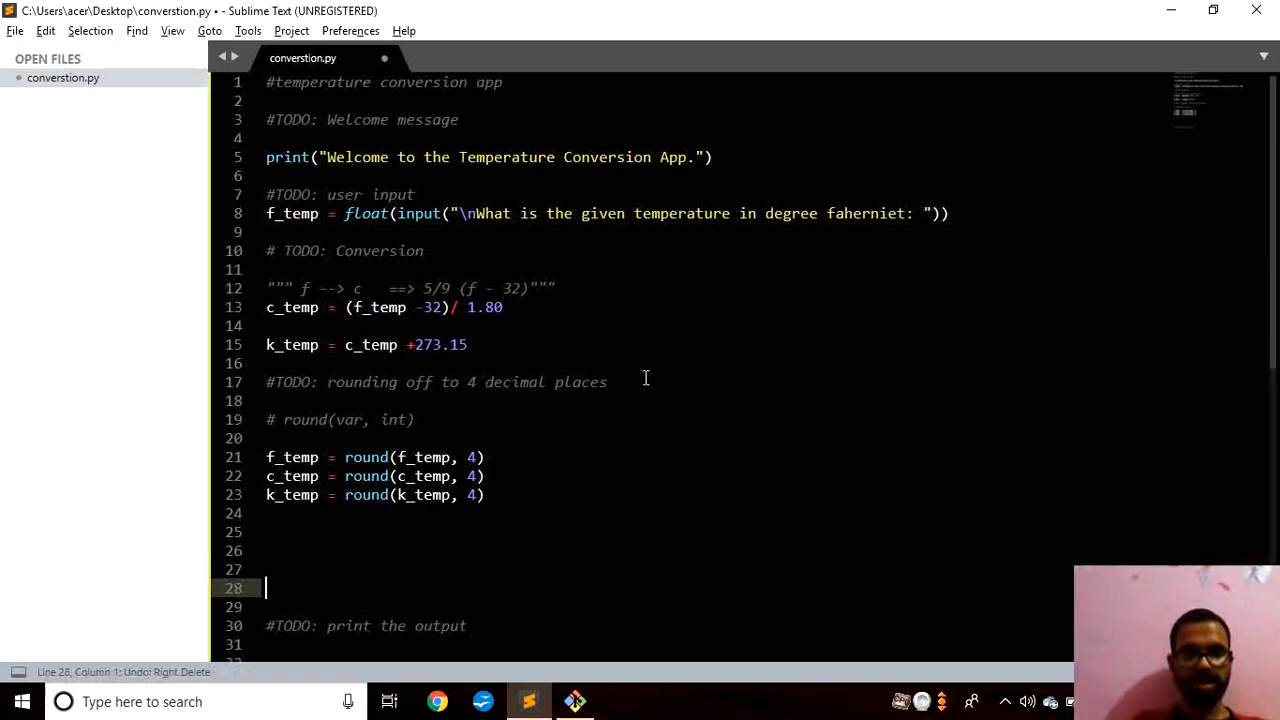 C:\Users\acer\Desktop\converstion.py • - Sublime Text (UNREGISTERED)
File Edit Selection Find View Goto Tools Project Preferences Help
OPEN FILES
converstion.py
converstion.py
1 #temperature conversion app
2
3 #TODO: Welcome message
4
5 print("Welcome to the Temperature Conversion App.")
6
7 #TODO: user input
8 f_temp = float(input("\nWhat is the given temperature in degree faherniet: "))
9
10 # TODO: Conversion
11
12 """ f --> c ==> 5/9 (f - 32)"""
13 c_temp = (f_temp -32)/ 1.80
14
15 k_temp = c_temp +273.15
16
17 #TODO: rounding off to 4 decimal places
18
19 # round(var, int)
20
21 f_temp = round(f_temp, 4)
22 c_temp = round(c_temp, 4)
23 k_temp = round(k_temp, 4)
24
25
26
27
28
29
30 #TODO: print the output
31
Line 28, Column 1; Undo: Right Delete
Type here to search